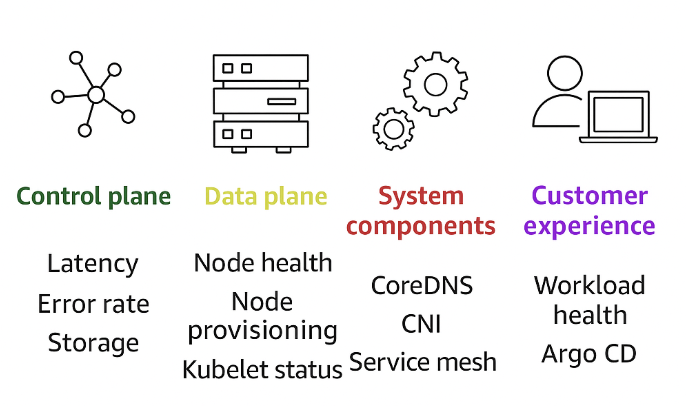 Control plane
Latency
Error rate
Storage
Data plane
Node health
Node
provisioning
Kubelet status
System
components
CoreDNS
CNI
Service mesh
Customer
experience
Workload
health
Argo CD